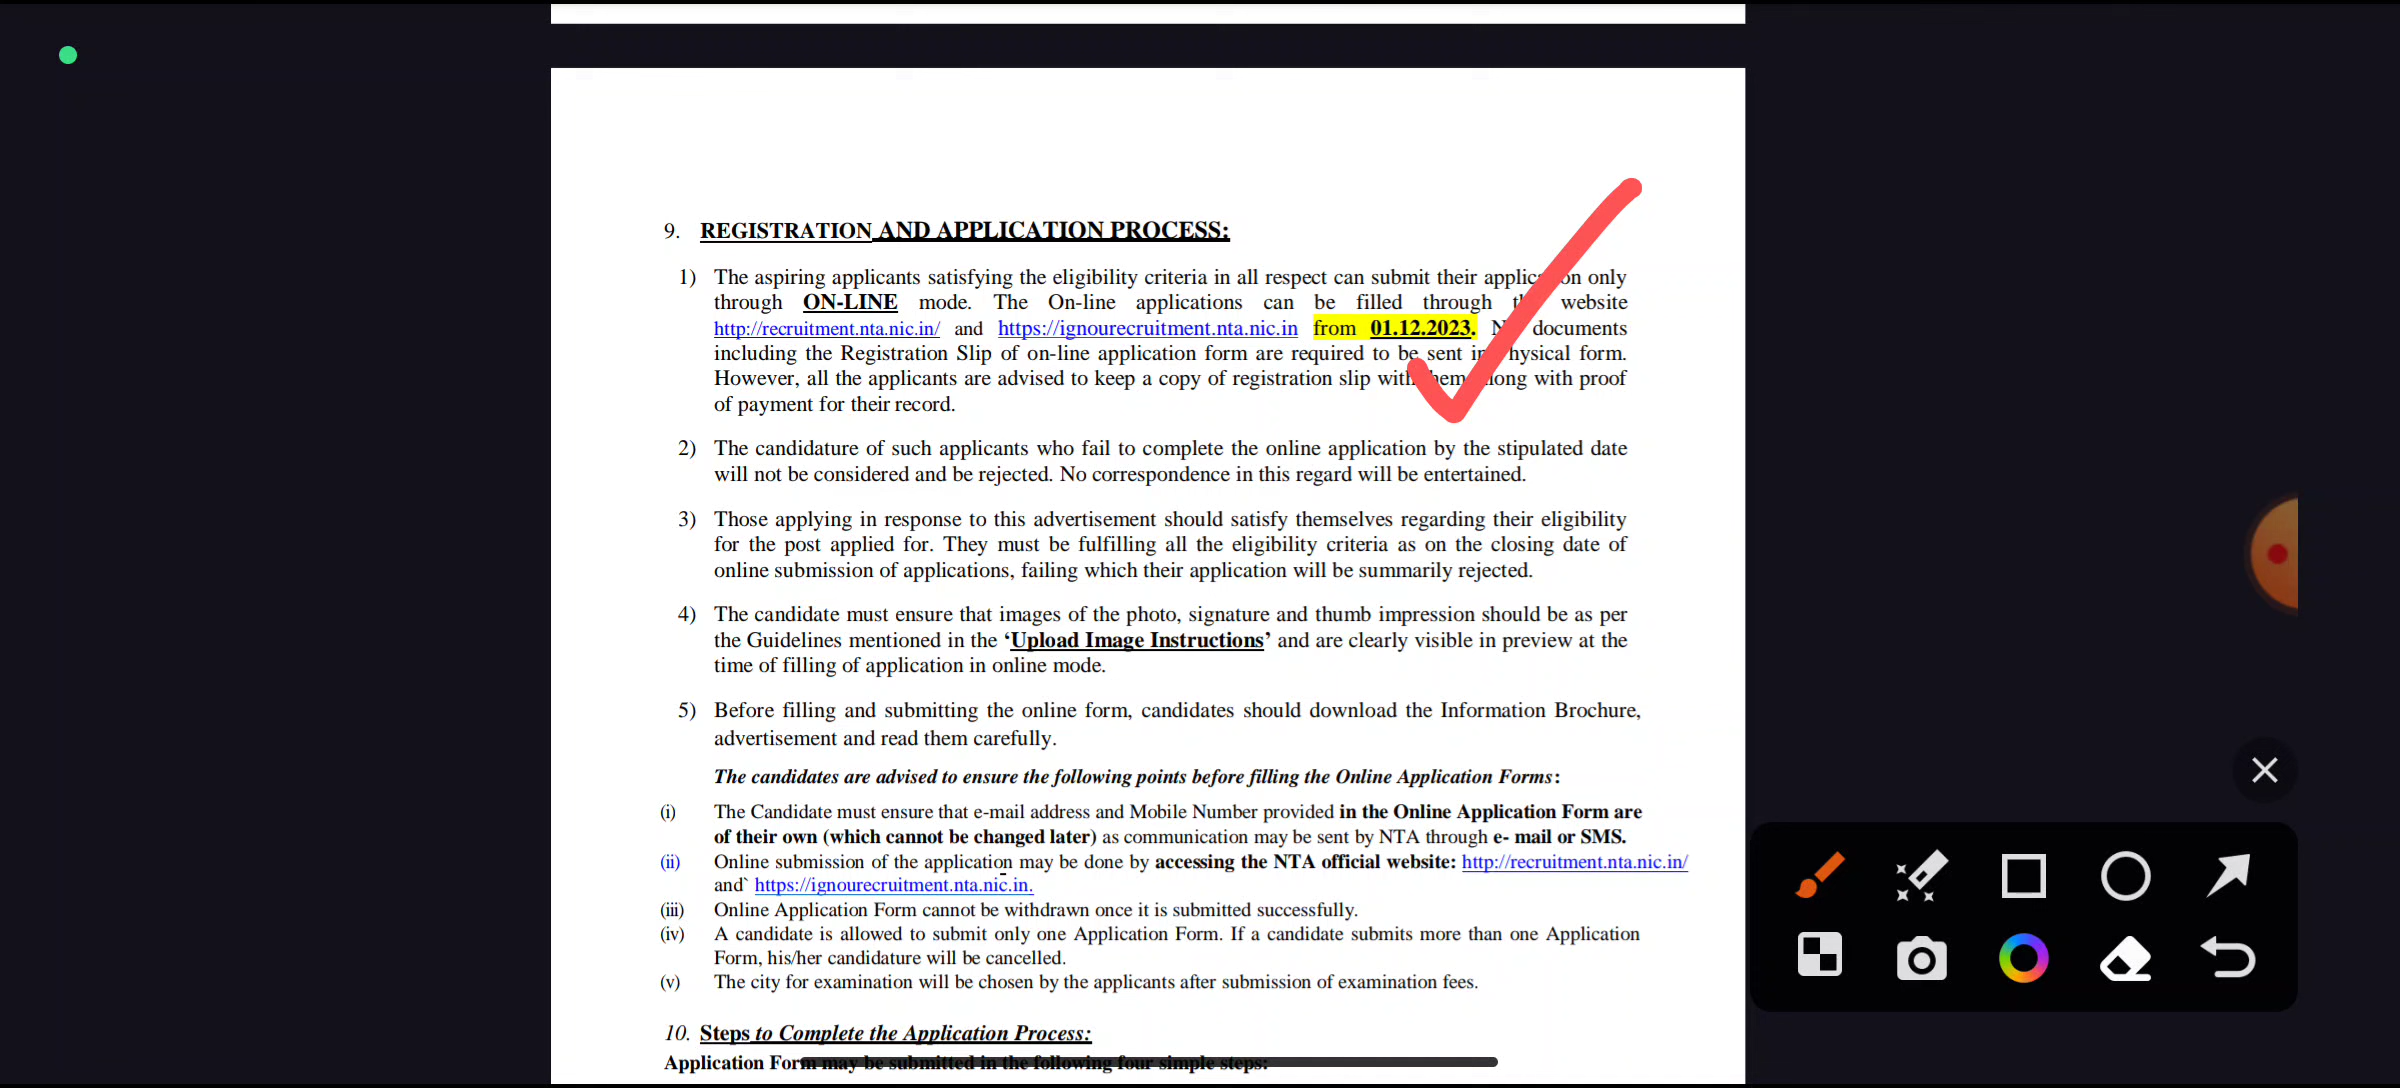 9. REGISTRATION AND APPLICATION PROCESS:
1) The aspiring applicants satisfying the eligibility criteria in all respect can submit their only
through ON-LINE mode. The On-line applications can be filled through website
http://recruitment.nta.nic.in/ and https://ignourecruitment.nta.nic.in from 01.12.2023. documents
including the Registration Slip of on-line application form are required to be sent form.
However, all the applicants are advised to keep a copy of registration slip with proof
of payment for their record.
2) The candidature of such applicants who fail to complete the online application by the stipulated date
will not be considered and be rejected. No correspondence in this regard will be entertained.
3) Those applying in response to this advertisement should satisfy themselves regarding their eligibility
for the post applied for. They must be fulfilling all the eligibility criteria as on the closing date of
online submission of applications, failing which their application will be summarily rejected.
4) The candidate must ensure that images of the photo, signature and thumb impression should be as per
the Guidelines mentioned in the ‘Upload Image Instructions’ and are clearly visible in preview at the
time of filling of application in online mode.
5) Before filling and submitting the online form, candidates should download the Information Brochure,
advertisement and read them carefully.
The candidates are advised to ensure the following points before filling the Online Application Forms:
(i) The Candidate must ensure that e-mail address and Mobile Number provided in the Online Application Form are
of their own (which cannot be changed later) as communication may be sent by NTA through e- mail or SMS.
(ii) Online submission of the application may be done by accessing the NTA official website: http://recruitment.nta.nic.in/
and` https://ignourecruitment.nta.nic.in.
(iii) Online Application Form cannot be withdrawn once it is submitted successfully.
(iv) A candidate is allowed to submit only one Application Form. If a candidate submits more than one Application
Form, his/her candidature will be cancelled.
(v) The city for examination will be chosen by the applicants after submission of examination fees.
10. Steps to Complete the Application Process:
Application Form may be submitted in the following four simple steps: